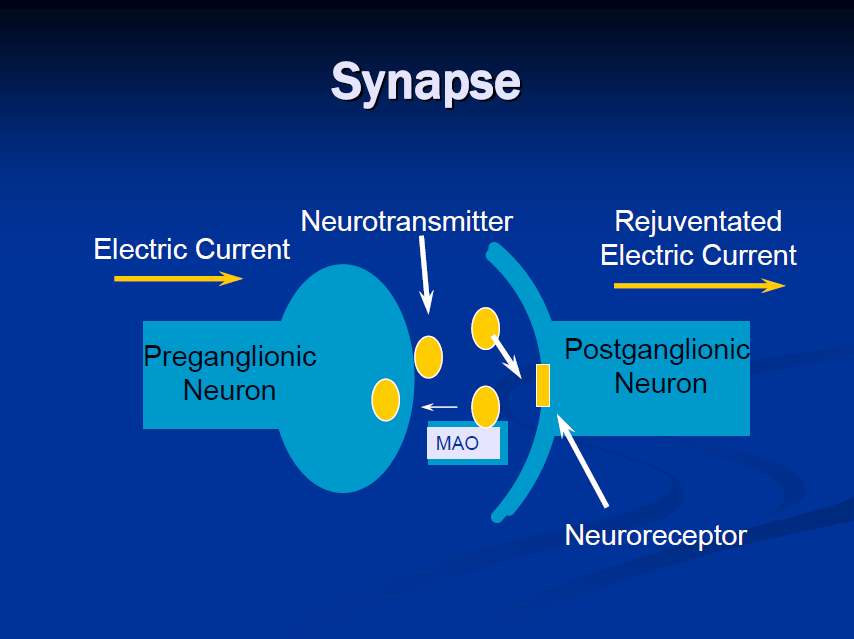 Synapse
Neurotransmitter
Rejuventated
Electric Current
Electric Current
Preganglionic
Neuron
Postganglionic
Neuron
MAO
Neuroreceptor